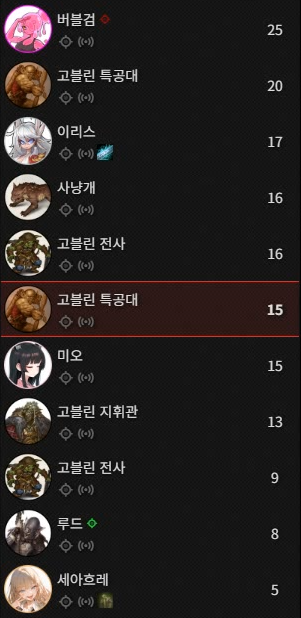 버블검
25
고블린 특공대
20
이리스
17
사냥개
16
고블린 전사
16
고블린 특공대
15
미오
15
고블린 지휘관
13
고블린 전사
9
루드
8
세아흐레
5